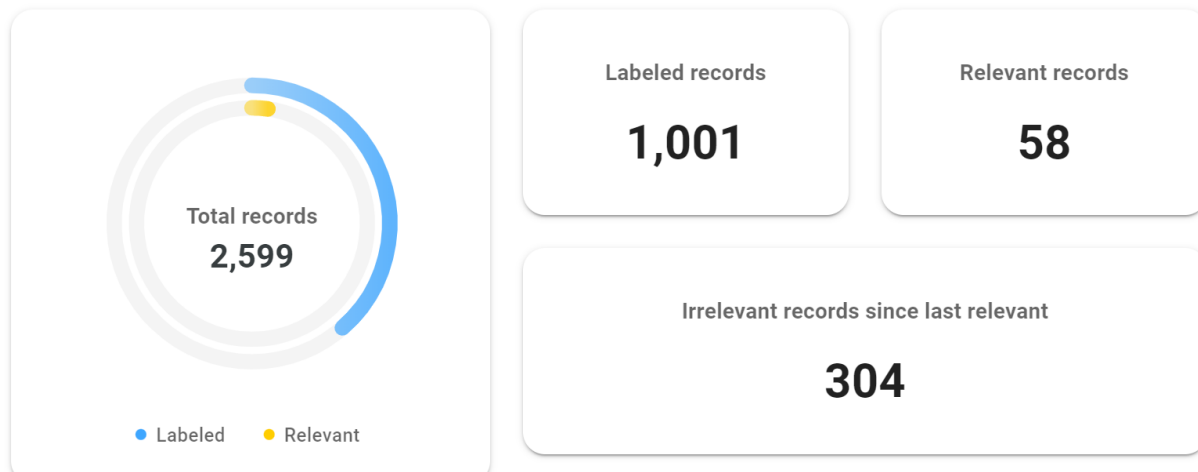 Total records
2,599
Labeled
Relevant
Labeled records
1,001
Relevant records
58
Irrelevant records since last relevant
304